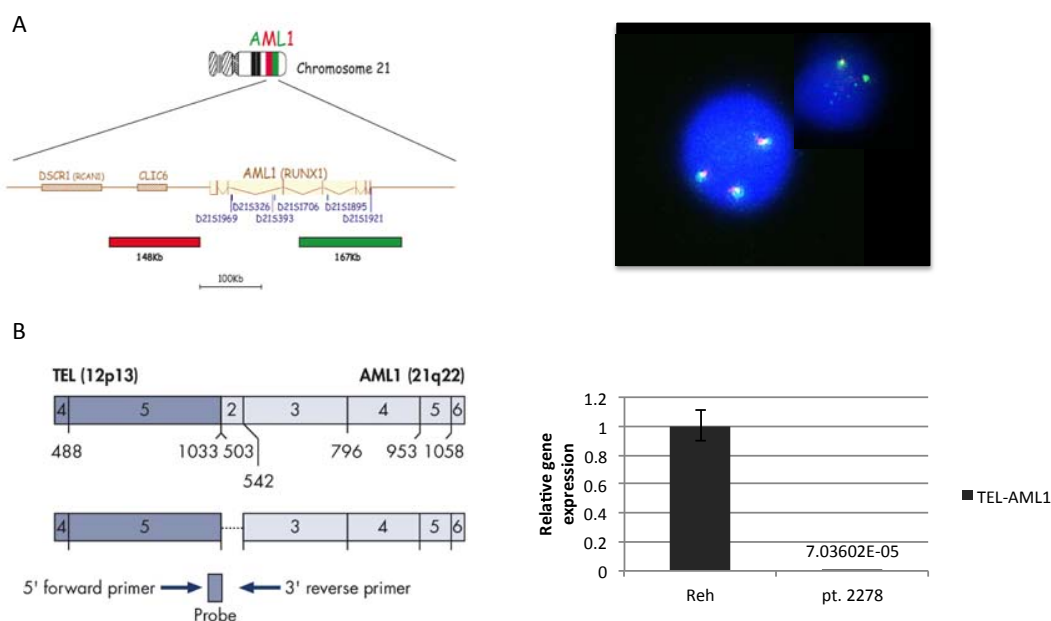 A
AML1
Chromosome 21
DSCR1 (RCAN1)
CLIC6
AML1 (RUNX1)
D21S326 D21S1706 D21S1895
D21S1969 D21S393 D21S1921
148Kb
167Kb
100Kb
B
TEL (12p13) AML1 (21q22)
4 5 2 3 4 5 6
488 1033 503 796 953 1058
542
4 5 3 4 5 6
5' forward primer 3' reverse primer
Probe
Relative gene
expression
1.2
1
0.8
0.6
0.4
0.2
0
7.03602E-05
Reh pt. 2278
TEL-AML1